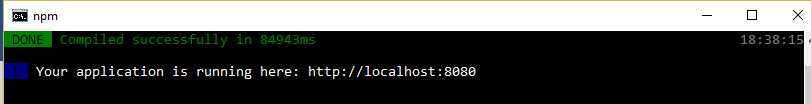 npm
DONE Compiled successfully in 84943ms 18:38:15
Your application is running here: http://localhost:8080